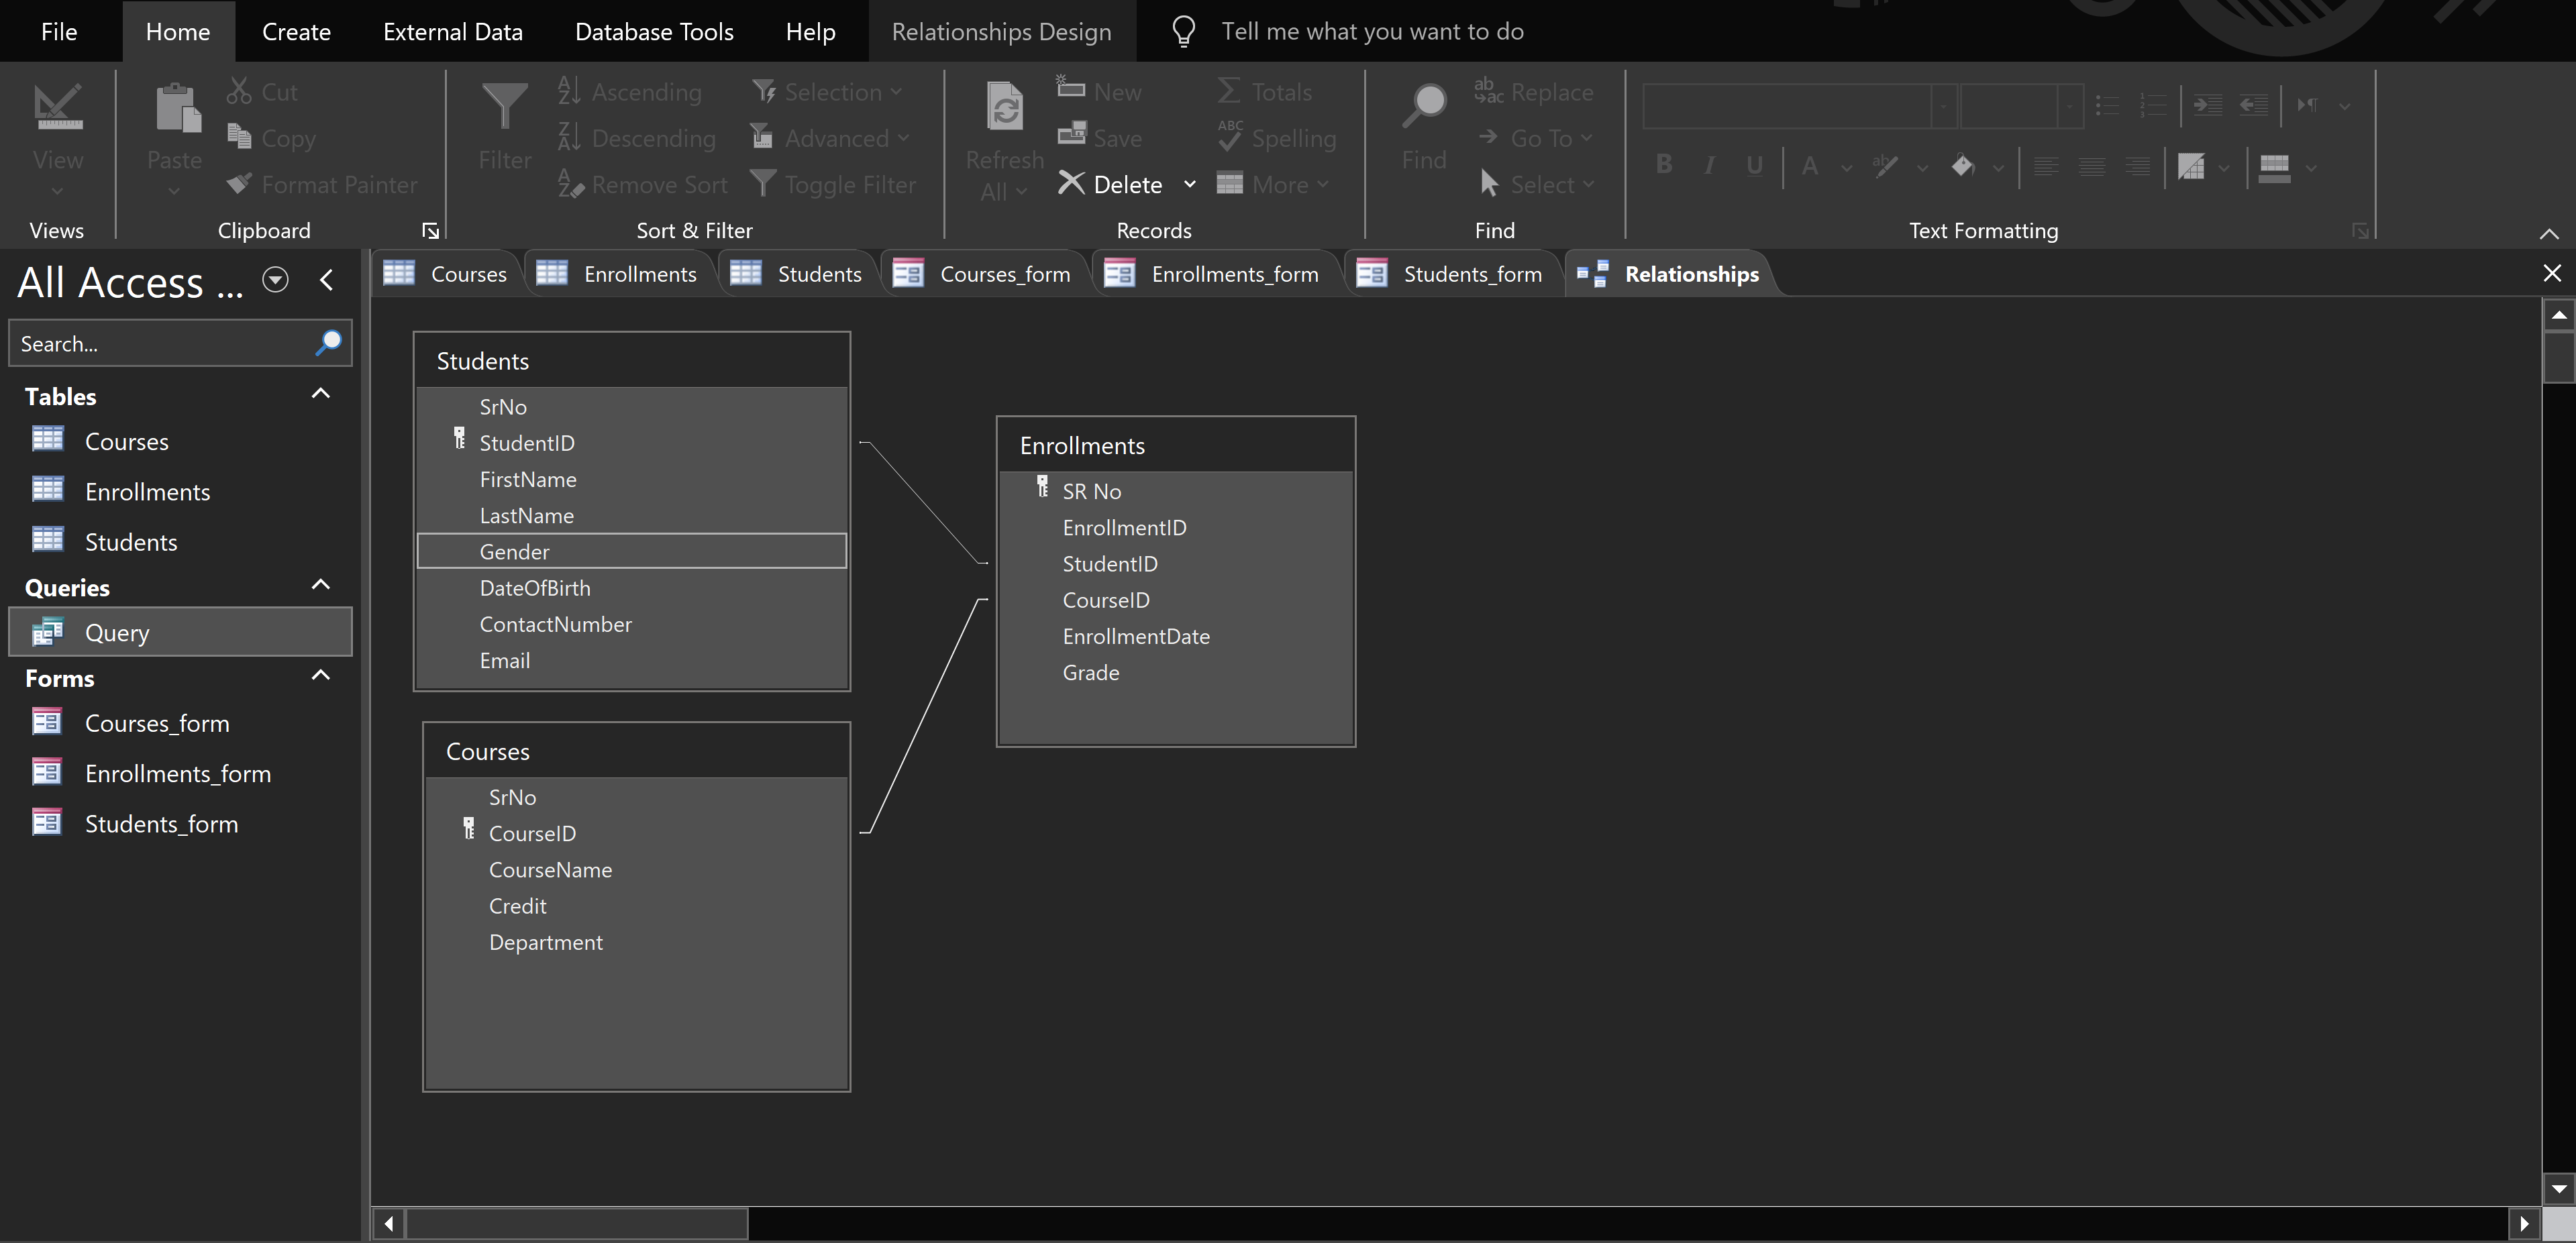 File Home Create External Data Database Tools Help Relationships Design Tell me what you want to do
View
Views
Paste
Cut
Copy
Format Painter
Clipboard
Filter
Ascending
Descending
Remove Sort
Selection
Advanced
Toggle Filter
Sort & Filter
Refresh
All
New
Save
Delete
Totals
Spelling
More
Records
Find
Replace
Go To
Select
Find
B I U A
Text Formatting
All Access ...
Search...
Tables
Courses
Enrollments
Students
Queries
Query
Forms
Courses_form
Enrollments_form
Students_form
Courses Enrollments Students Courses_form Enrollments_form Students_form Relationships
Students
SrNo
StudentID
FirstName
LastName
Gender
DateOfBirth
ContactNumber
Email
Enrollments
SR No
EnrollmentID
StudentID
CourseID
EnrollmentDate
Grade
Courses
SrNo
CourseID
CourseName
Credit
Department